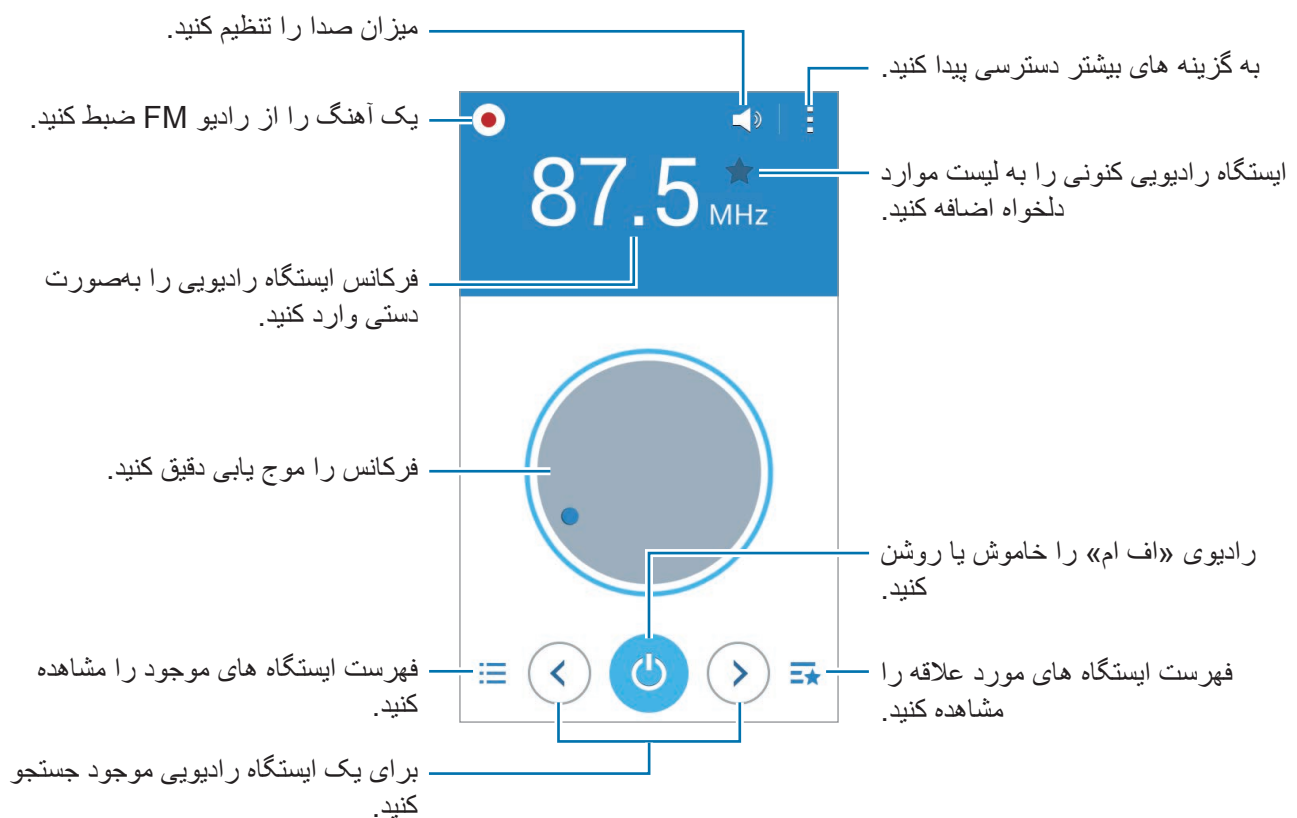 میزان صدا را تنظیم کنید.
به گزینه های بیشتر دسترسی پیدا کنید.
یک آهنگ را از رادیو FM ضبط کنید.
ایستگاه رادیویی کنونی را به لیست موارد
دلخواه اضافه کنید.
87.5 MHz
فرکانس ایستگاه رادیویی را به‌صورت
دستی وارد کنید.
فرکانس را موج یابی دقیق کنید.
رادیوی «اف ام» را خاموش یا روشن
کنید.
فهرست ایستگاه های موجود را مشاهده
کنید.
فهرست ایستگاه های مورد علاقه را
مشاهده کنید.
برای یک ایستگاه رادیویی موجود جستجو
کنید.